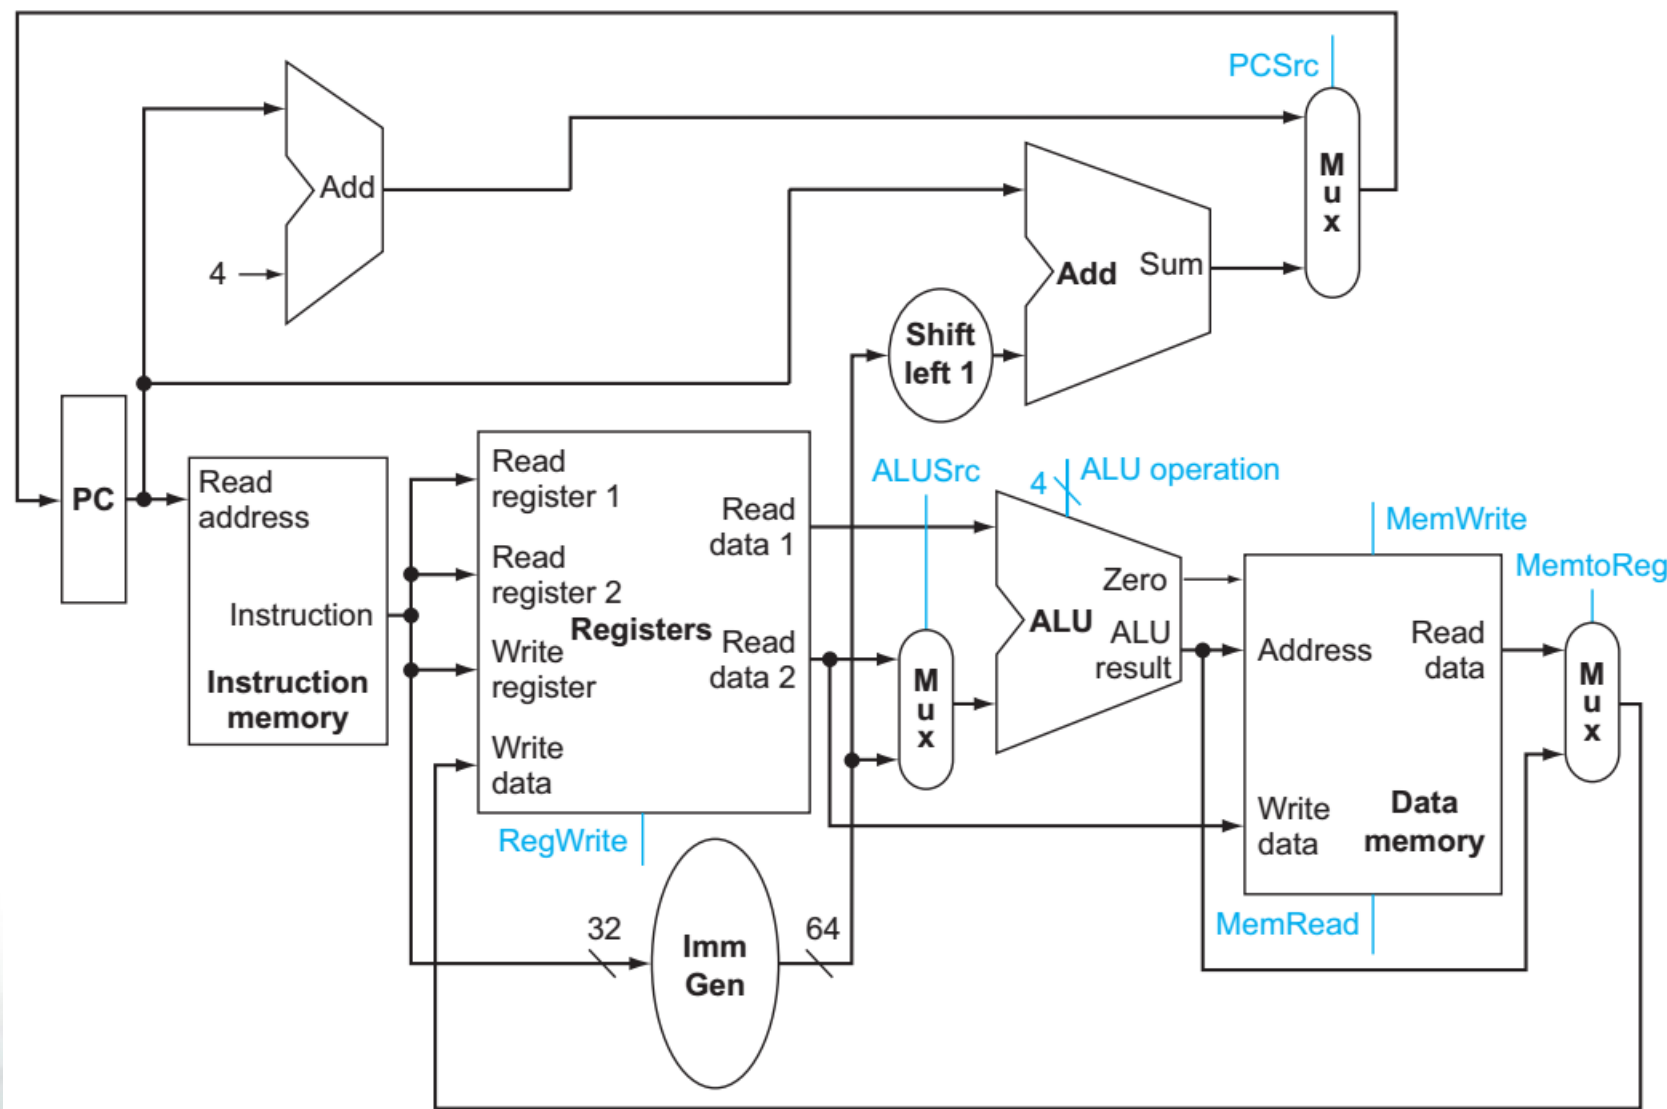 PCSrc
M
u
x
Add
4
Add Sum
Shift
left 1
PC
Read
address
Instruction
Instruction
memory
Read
register 1
Read
register 2
Write
register
Write
data
Registers
Read
data 1
Read
data 2
RegWrite
32
Imm
Gen
64
ALUSrc
M
u
x
4
ALU operation
Zero
ALU
ALU
result
MemWrite
Address
Read
data
Write
data
Data
memory
MemRead
MemtoReg
M
u
x